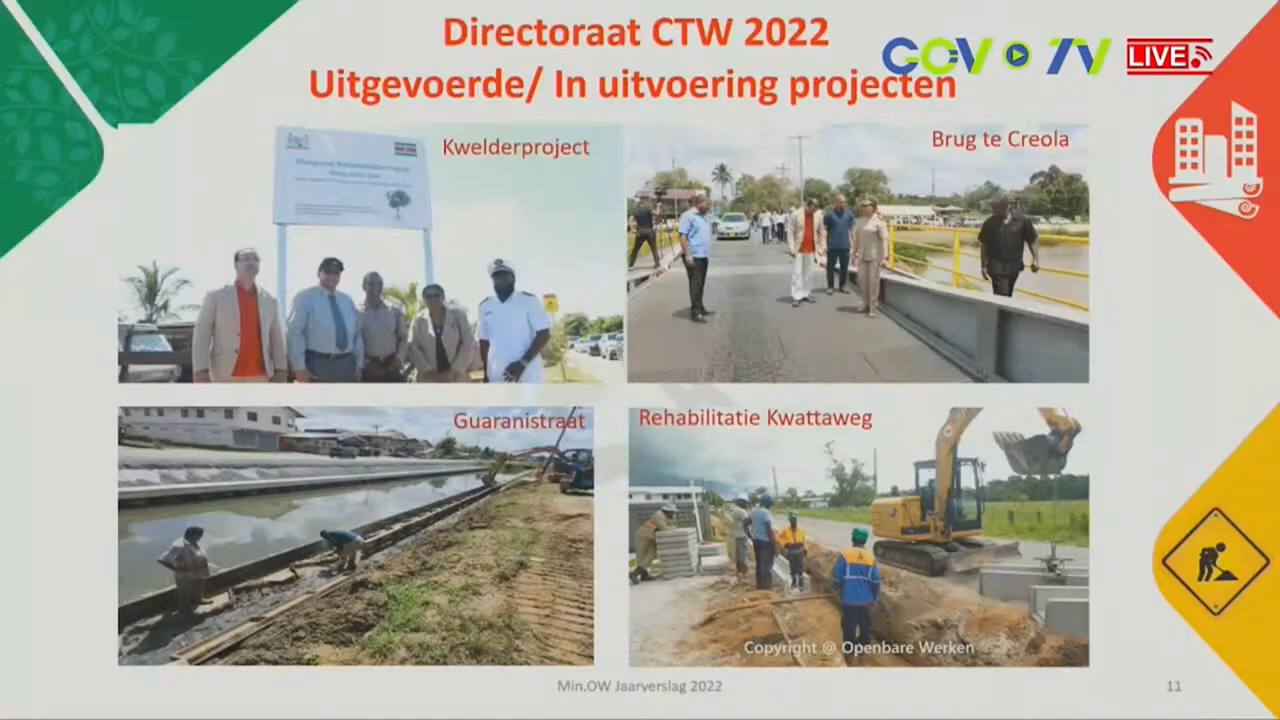 Directoraat CTW 2022
Uitgevoerde/ In uitvoering projecten
GOV TV
LIVE
Kwelderproject
Brug te Creola
Guaranistraat
Rehabilitatie Kwattaweg
Copyright @ Openbare Werken
Min.OW Jaarverslag 2022
11